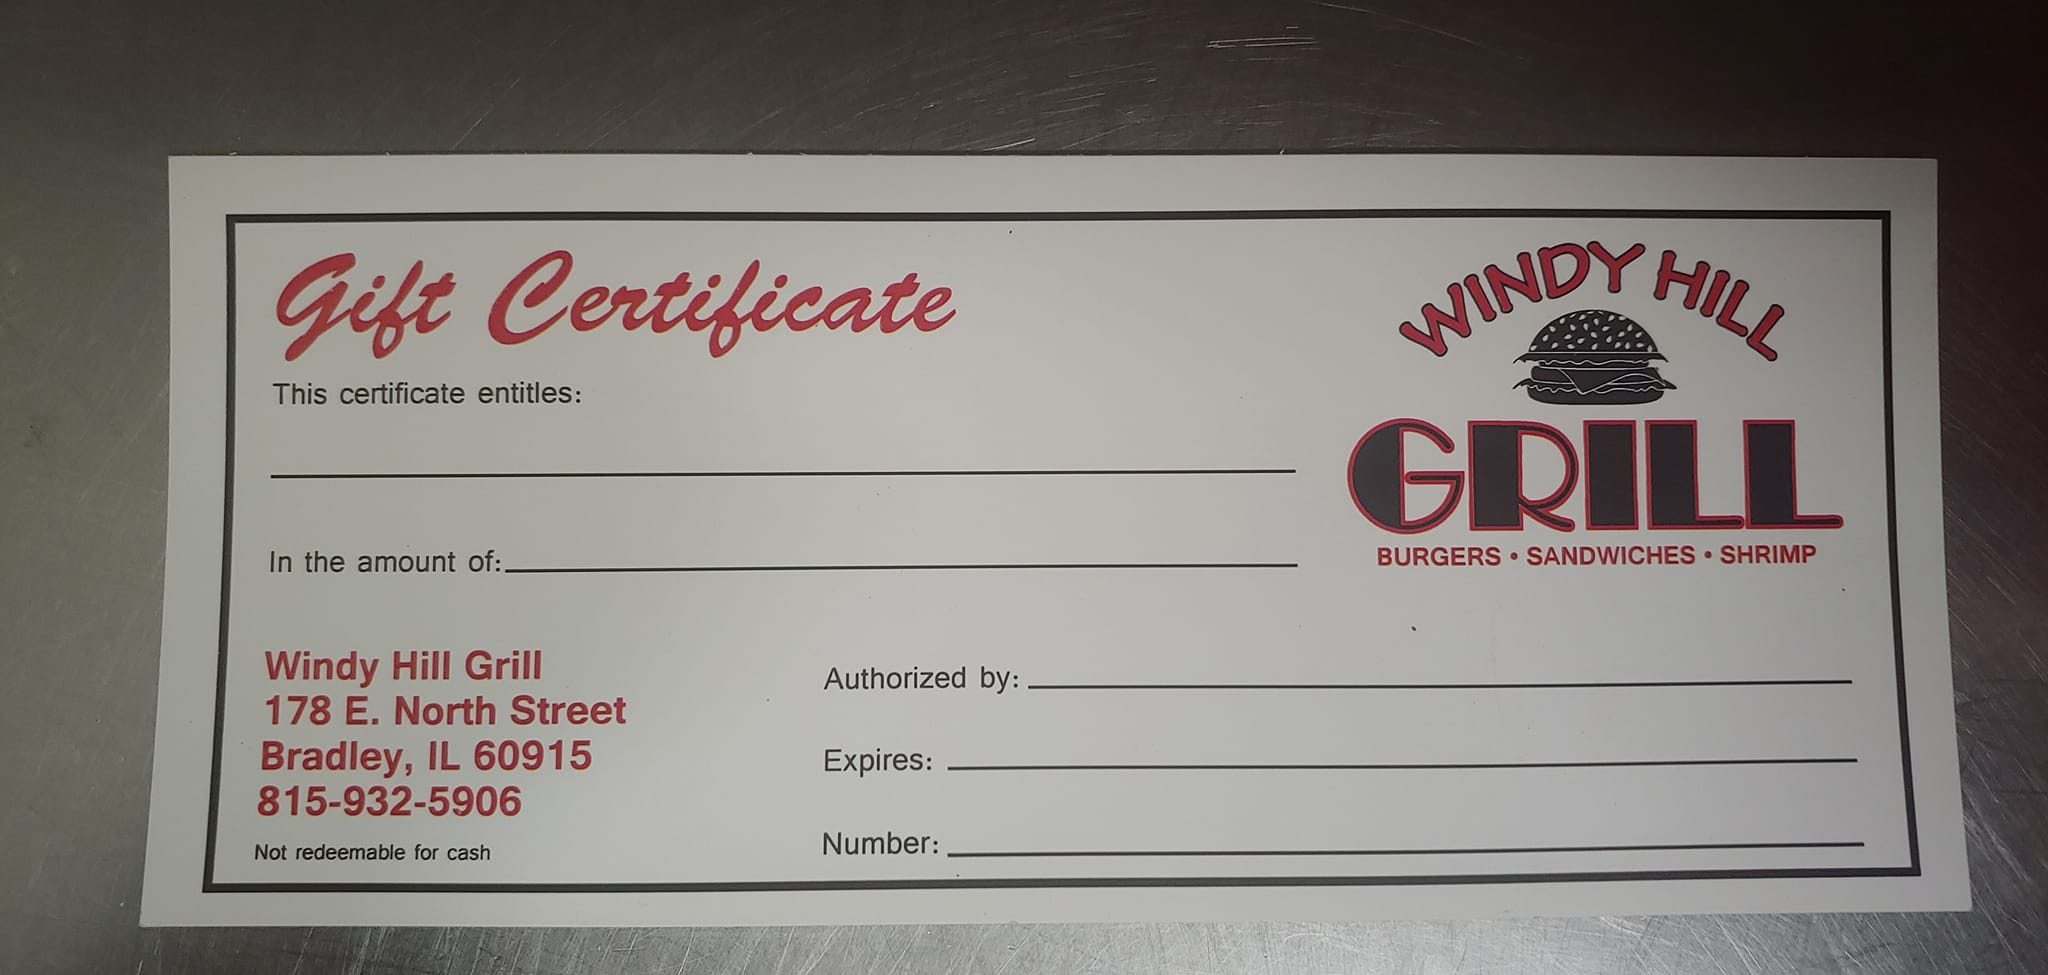 Gift Certificate
This certificate entitles:
In the amount of:
WINDY HILL
GRILL
BURGERS • SANDWICHES • SHRIMP
Windy Hill Grill
178 E. North Street
Bradley, IL 60915
815-932-5906
Not redeemable for cash
Authorized by:
Expires:
Number: